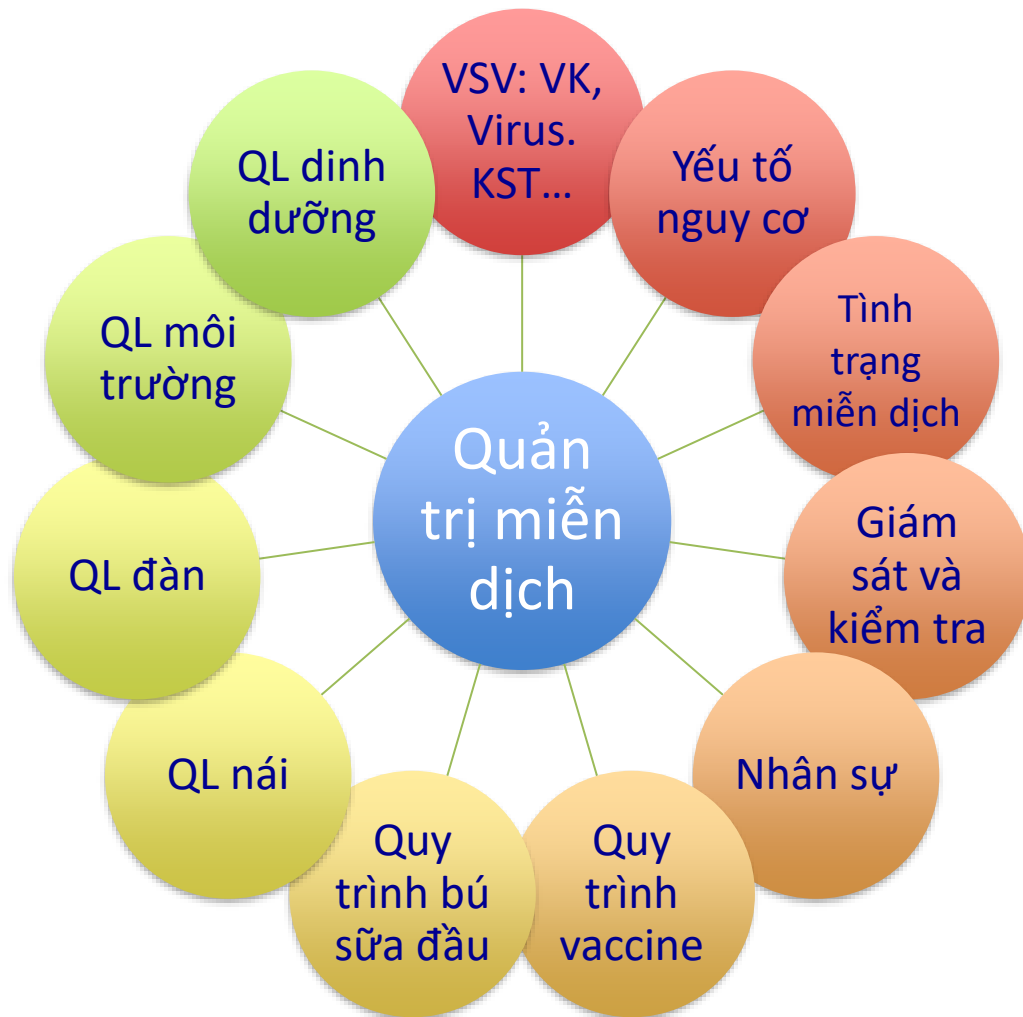 VSV: VK,
Virus.
KST...
Yếu tố
nguy cơ
Tình
trạng
miễn dịch
Giám
sát và
kiểm tra
Nhân sự
Quy
trình
vaccine
Quy
trình bú
sữa đầu
QL nái
QL đàn
QL môi
trường
QL dinh
dưỡng
Quản
trị miễn
dịch